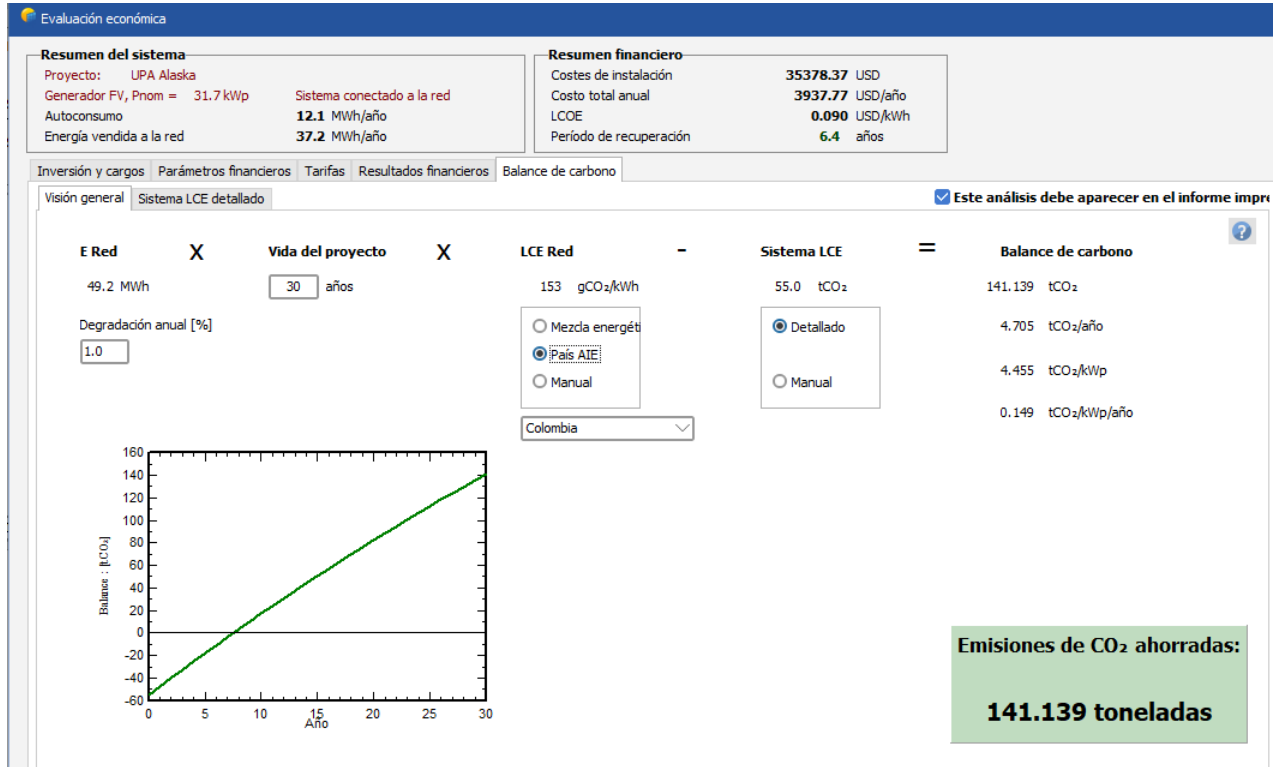 Evaluación económica
Resumen del sistema
Proyecto: UPA Alaska
Generador FV, Pnom = 31.7 kWp Sistema conectado a la red
Autoconsumo 12.1 MWh/año
Energía vendida a la red 37.2 MWh/año
Resumen financiero
Costes de instalación 35378.37 USD
Costo total anual 3937.77 USD/año
LCOE 0.090 USD/kWh
Período de recuperación 6.4 años
Inversión y cargos Parámetros financieros Tarifas Resultados financieros Balance de carbono
Visión general Sistema LCE detallado
Este análisis debe aparecer en el informe impre
E Red X Vida del proyecto X LCE Red - Sistema LCE = Balance de carbono
49.2 MWh 30 años 153 gCO₂/kWh 55.0 tCO₂ 141.139 tCO₂
Degradación anual [%]
1.0
Mezcla energéti
País AIE
Manual
Colombia
Detallado
Manual
4.705 tCO₂/año
4.455 tCO₂/kWp
0.149 tCO₂/kWp/año
Balance : [tCO₂]
160
140
120
100
80
60
40
20
0
-20
-40
-60
0 5 10 15 20 25 30
Año
Emisiones de CO₂ ahorradas:
141.139 toneladas